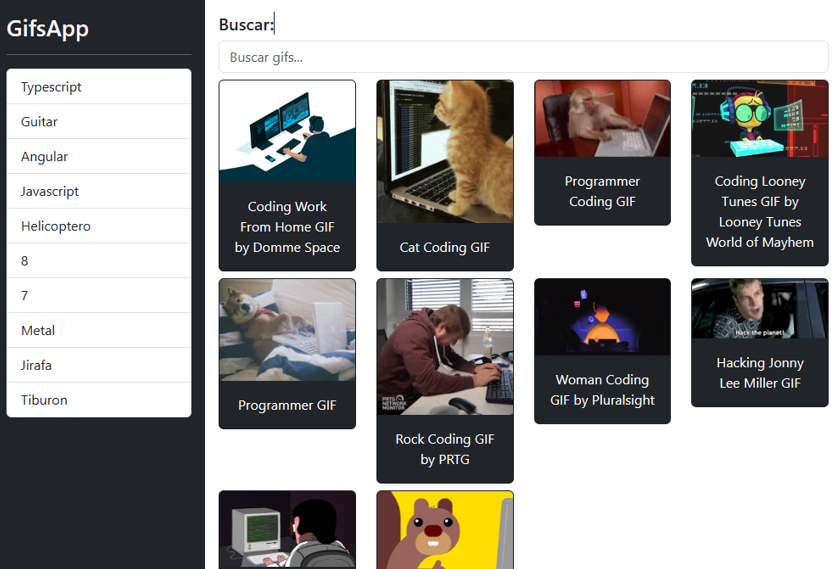 GifsApp
Typescript
Guitar
Angular
Javascript
Helicoptero
8
7
Metal
Jirafa
Tiburon
Buscar:
Buscar gifs...
Coding Work
From Home GIF
by Domme Space
Cat Coding GIF
Programmer
Coding GIF
Coding Looney
Tunes GIF by
Looney Tunes
World of Mayhem
Programmer GIF
PRTG
NETWORK
MONITOR
Rock Coding GIF
by PRTG
Woman Coding
GIF by Pluralsight
Hack the planet!
Hacking Jonny
Lee Miller GIF